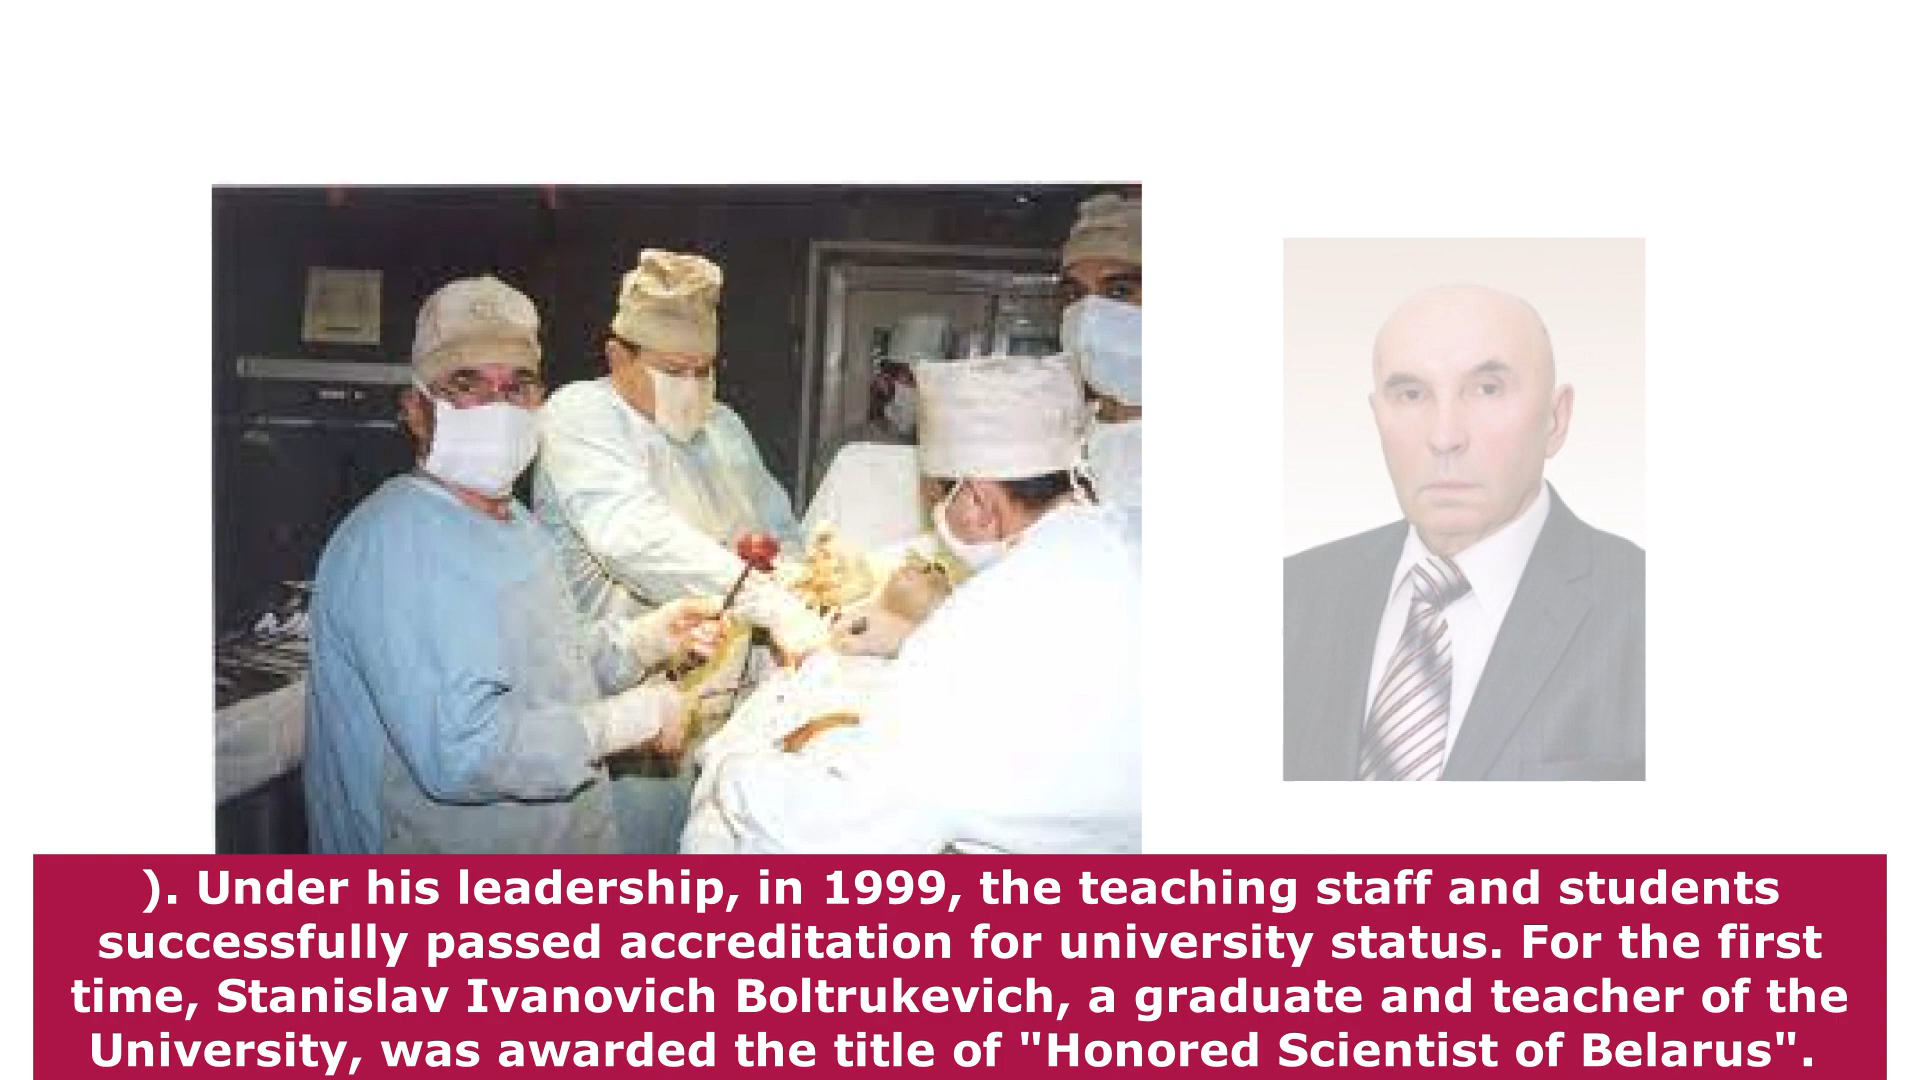 ). Under his leadership, in 1999, the teaching staff and students
successfully passed accreditation for university status. For the first
time, Stanislav Ivanovich Boltrukevich, a graduate and teacher of the
University, was awarded the title of "Honored Scientist of Belarus".